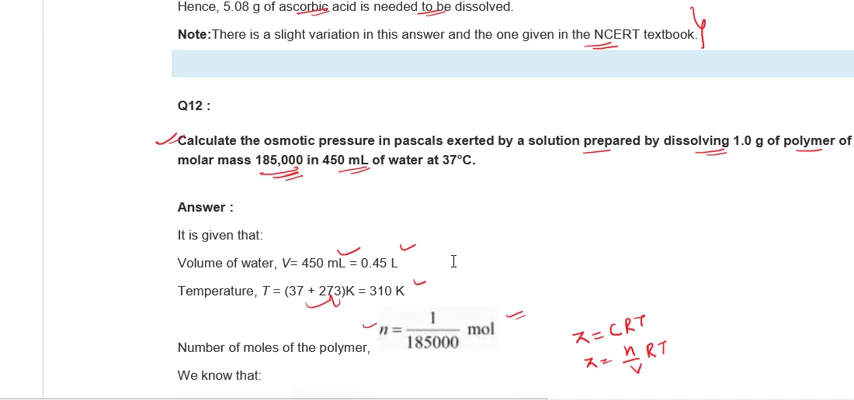 Hence, 5.08 g of ascorbic acid is needed to be dissolved.
Note:There is a slight variation in this answer and the one given in the NCERT textbook.
Q12 :
Calculate the osmotic pressure in pascals exerted by a solution prepared by dissolving 1.0 g of polymer of
molar mass 185,000 in 450 mL of water at 37°C.
Answer :
It is given that:
Volume of water, V= 450 mL = 0.45 L
Temperature, T = (37 + 273)K = 310 K
Number of moles of the polymer, n = 1/185000 mol
π = CRT
π = n/V RT
We know that: